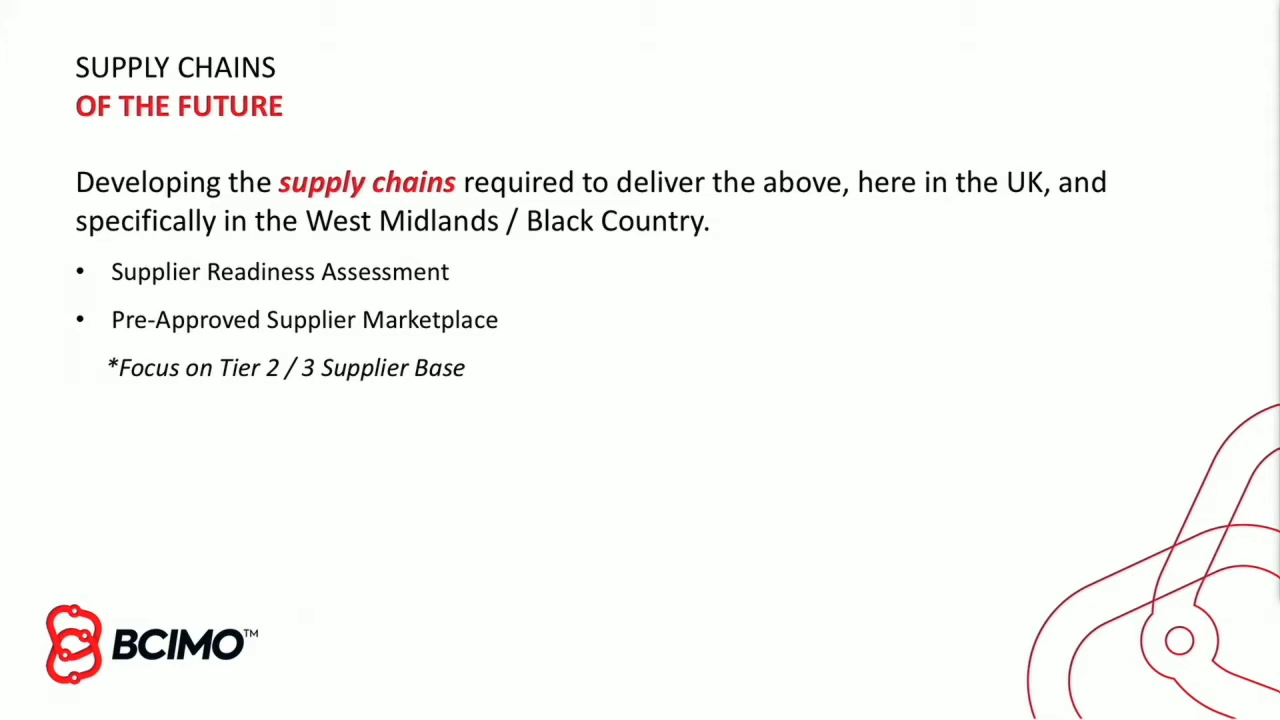 SUPPLY CHAINS
OF THE FUTURE
Developing the supply chains required to deliver the above, here in the UK, and
specifically in the West Midlands / Black Country.
• Supplier Readiness Assessment
• Pre-Approved Supplier Marketplace
*Focus on Tier 2 / 3 Supplier Base
BCIMO™